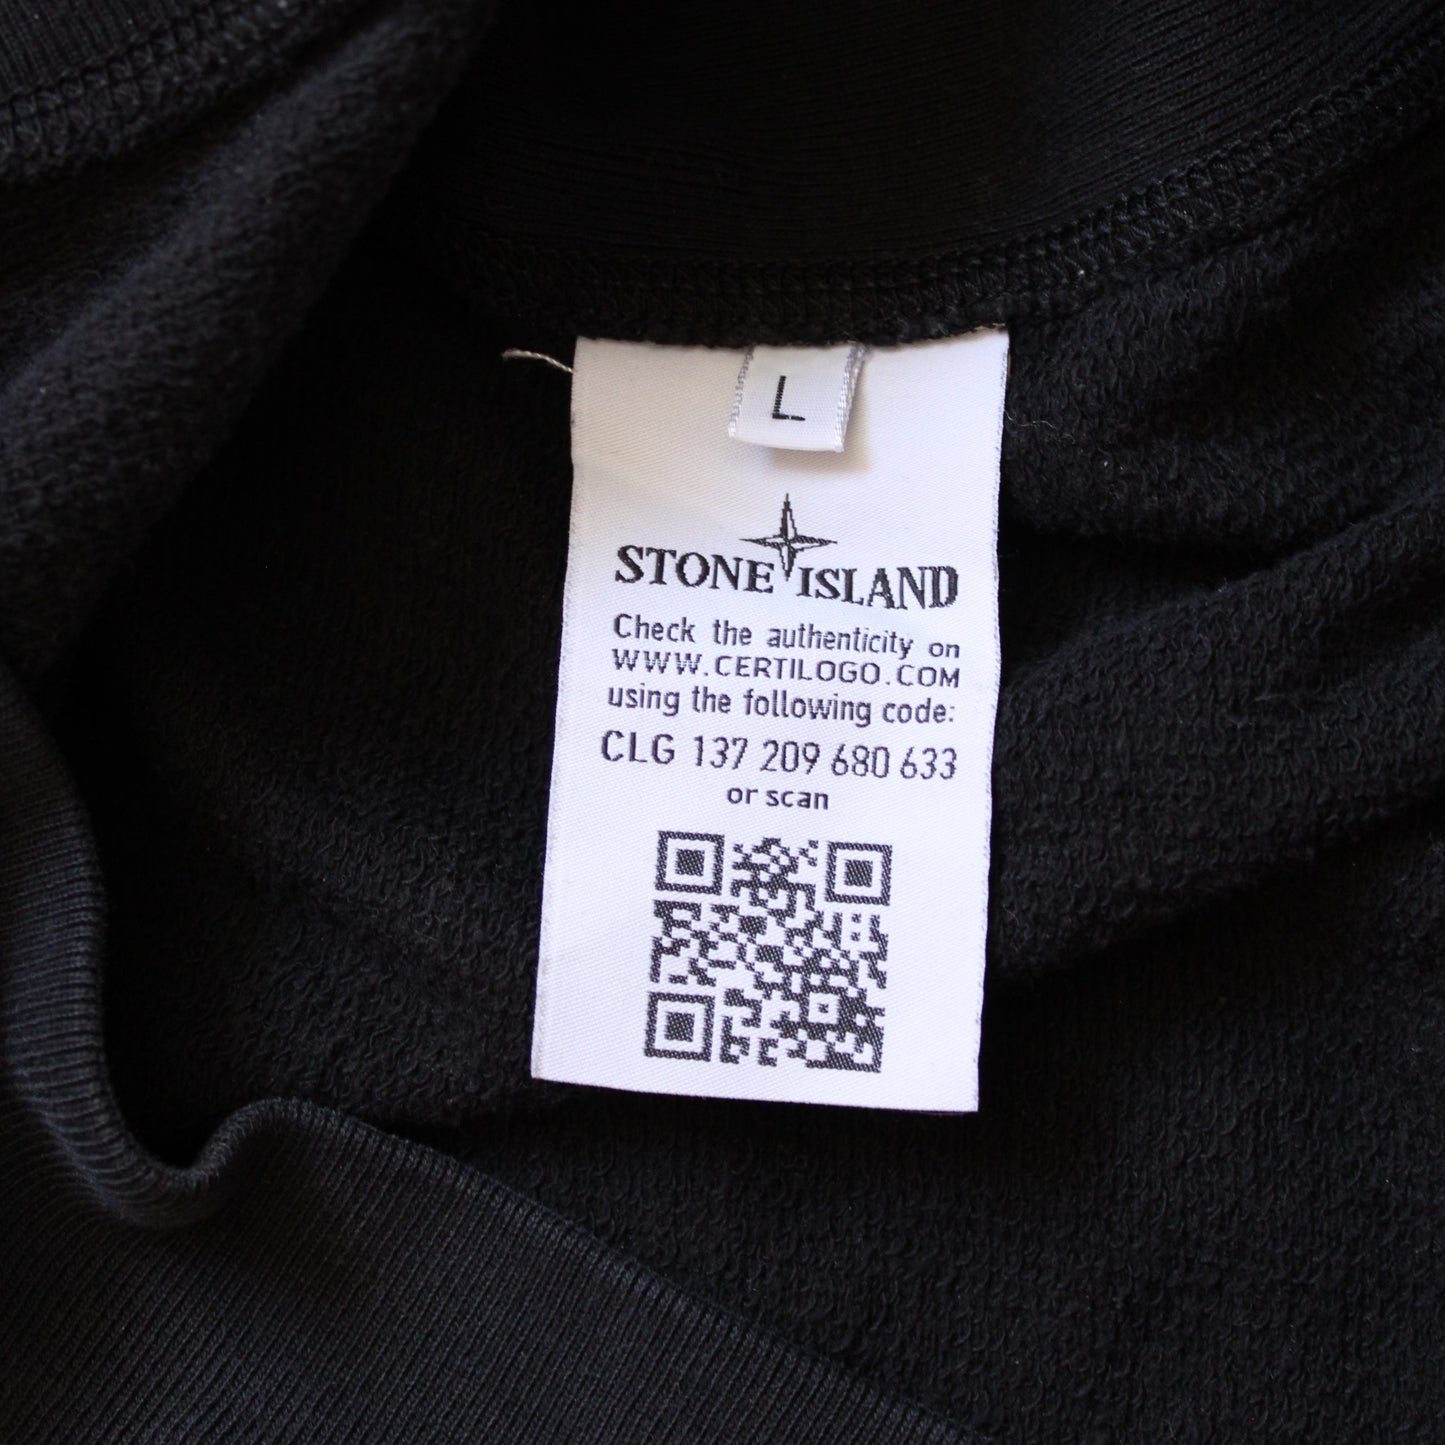 L
STONE ISLAND
Check the authenticity on
WWW.CERTILOGO.COM
using the following code:
CLG 137 209 680 633
or scan